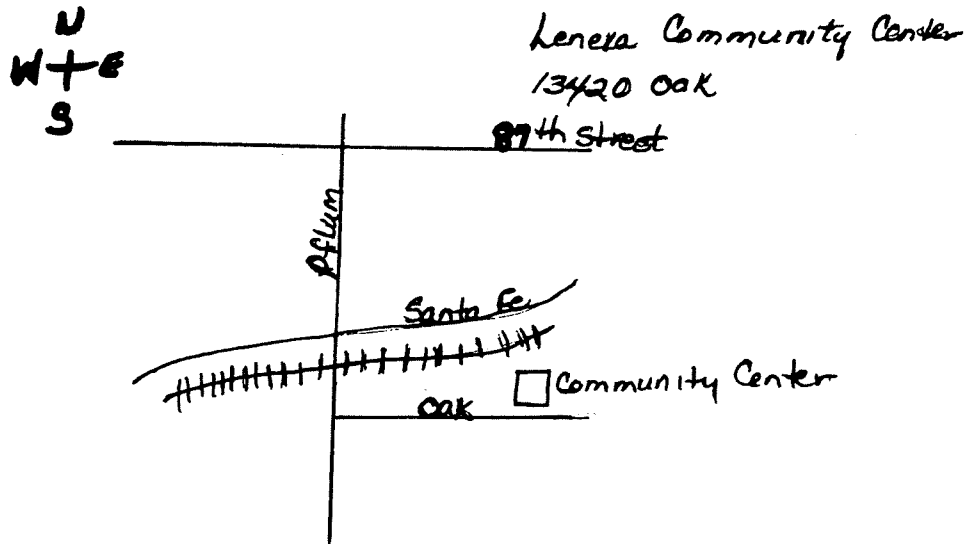 N
W E
S
Lenexa Community Center
13420 Oak
87th Street
Pflum
Santa Fe
Community Center
Oak